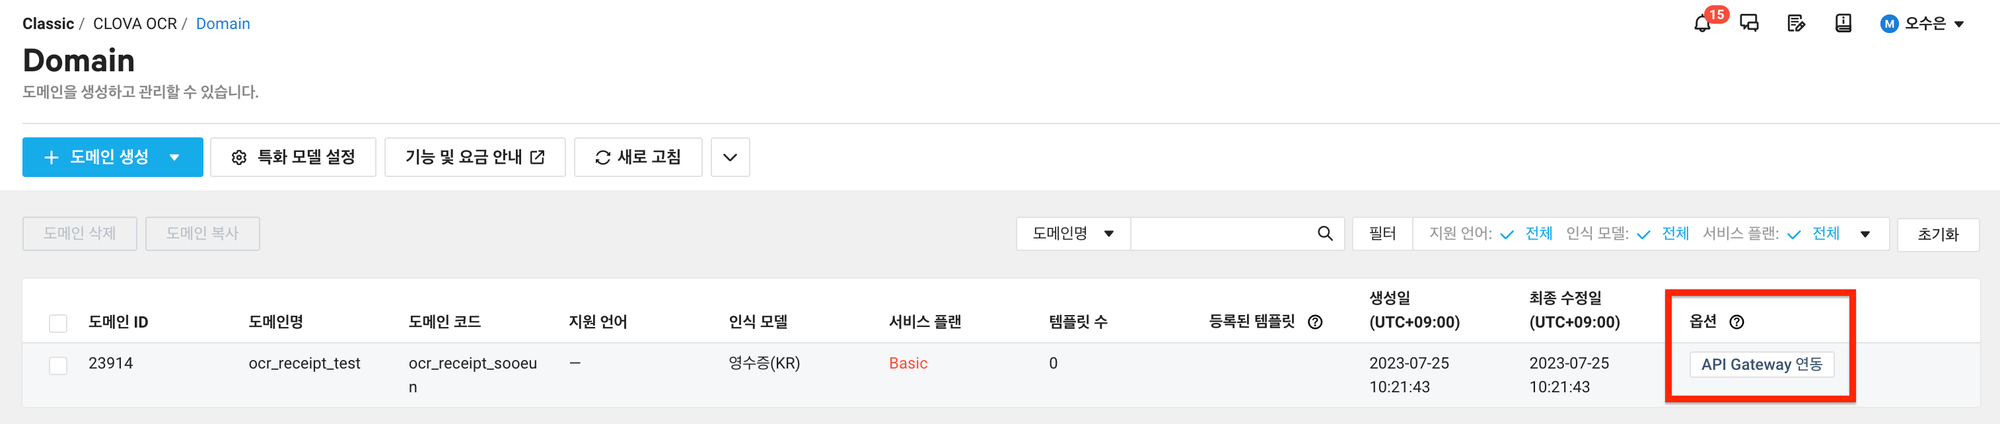 Classic / CLOVA OCR / Domain
15
M 오수은
Domain
도메인을 생성하고 관리할 수 있습니다.
+ 도메인 생성
특화 모델 설정
기능 및 요금 안내
새로 고침
도메인 삭제
도메인 복사
도메인명
필터
지원 언어: 전체 인식 모델: 전체 서비스 플랜: 전체
초기화
도메인 ID 도메인명 도메인 코드 지원 언어 인식 모델 서비스 플랜 템플릿 수 등록된 템플릿 ? 생성일 (UTC+09:00) 최종 수정일 (UTC+09:00) 옵션 ?
23914 ocr_receipt_test ocr_receipt_sooeun — 영수증(KR) Basic 0 2023-07-25 10:21:43 2023-07-25 10:21:43 API Gateway 연동